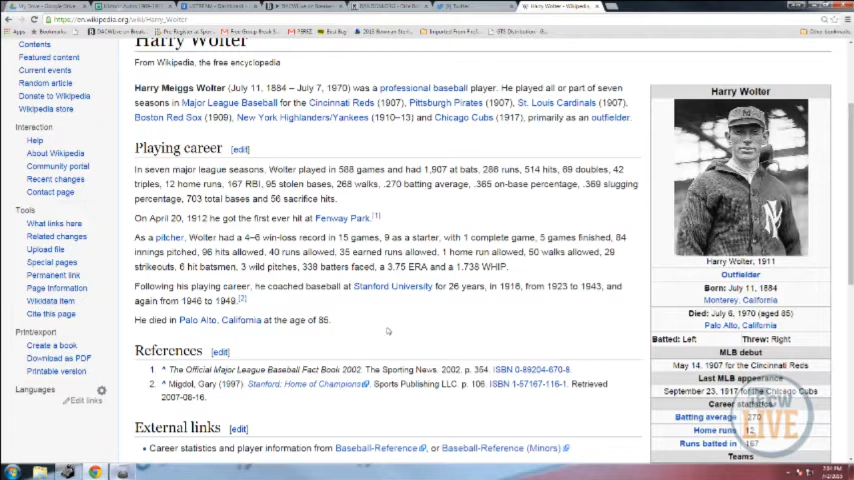 https://en.wikipedia.org/wiki/Harry_Wolter
Harry Wolter
From Wikipedia, the free encyclopedia
Contents
Featured content
Current events
Random article
Donate to Wikipedia
Wikipedia store
Interaction
Help
About Wikipedia
Community portal
Recent changes
Contact page
Tools
What links here
Related changes
Upload file
Special pages
Permanent link
Page information
Wikidata item
Cite this page
Print/export
Create a book
Download as PDF
Printable version
Languages
Edit links
Harry Meiggs Wolter (July 11, 1884 – July 7, 1970) was a professional baseball player. He played all or part of seven
seasons in Major League Baseball for the Cincinnati Reds (1907), Pittsburgh Pirates (1907), St. Louis Cardinals (1907),
Boston Red Sox (1909), New York Highlanders/Yankees (1910–13) and Chicago Cubs (1917), primarily as an outfielder.
Playing career [edit]
In seven major league seasons, Wolter played in 588 games and had 1,907 at bats, 286 runs, 514 hits, 69 doubles, 42
triples, 12 home runs, 167 RBI, 95 stolen bases, 268 walks, .270 batting average, .365 on-base percentage, .369 slugging
percentage, 703 total bases and 56 sacrifice hits.
On April 20, 1912 he got the first ever hit at Fenway Park.[1]
As a pitcher, Wolter had a 4–6 win-loss record in 15 games, 9 as a starter, with 1 complete game, 5 games finished, 84
innings pitched, 96 hits allowed, 40 runs allowed, 35 earned runs allowed, 1 home run allowed, 50 walks allowed, 29
strikeouts, 6 hit batsmen, 3 wild pitches, 338 batters faced, a 3.75 ERA and a 1.738 WHIP.
Following his playing career, he coached baseball at Stanford University for 26 years, in 1916, from 1923 to 1943, and
again from 1946 to 1949.[2]
He died in Palo Alto, California at the age of 85.
References [edit]
1 ^ The Official Major League Baseball Fact Book 2002. The Sporting News. 2002. p. 354. ISBN 0-89204-670-8.
2. ^ Migdol, Gary (1997) Stanford: Home of Champions. Sports Publishing LLC. p. 106. ISBN 1-57167-116-1. Retrieved
2007-08-16.
External links [edit]
• Career statistics and player information from Baseball-Reference, or Baseball-Reference (Minors)
Harry Wolter
Harry Wolter, 1911
Outfielder
Born: July 11, 1884
Monterey, California
Died: July 6, 1970 (aged 85)
Palo Alto, California
Batted: Left Threw: Right
MLB debut
May 14, 1907 for the Cincinnati Reds
Last MLB appearance
September 23, 1917 for the Chicago Cubs
Career statistics
Batting average .270
Home runs 12
Runs batted in 167
Teams
LIVE